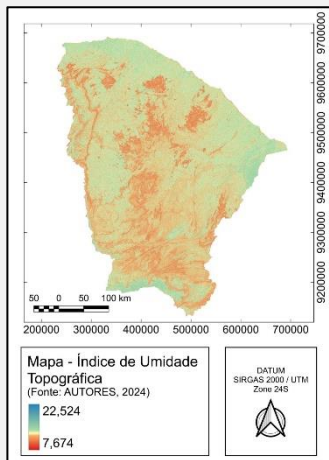 9700000
9600000
9500000
9400000
9300000
9200000
50 0 50 100 km
200000 300000 400000 500000 600000 700000
Mapa - Índice de Umidade
Topográfica
(Fonte: AUTORES, 2024)
22,524
7,674
DATUM
SIRGAS 2000 / UTM
Zone 24S